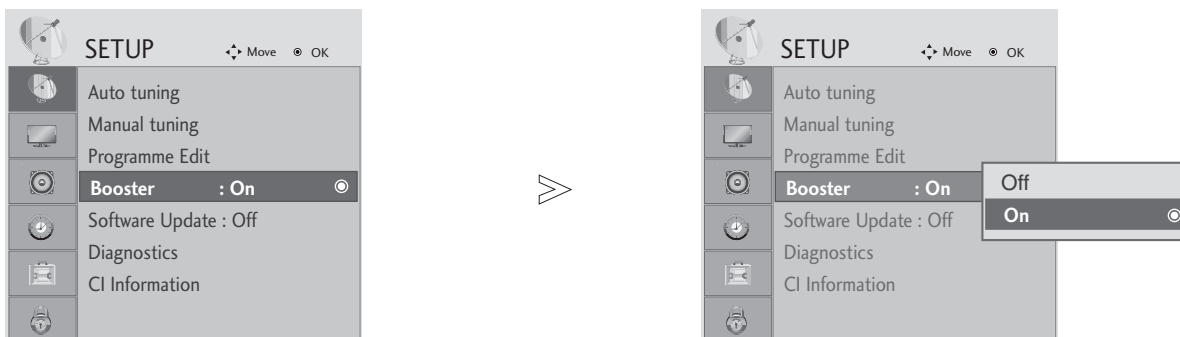 SETUP Move OK
Auto tuning
Manual tuning
Programme Edit
Booster : On
Software Update : Off
Diagnostics
CI Information
SETUP Move OK
Auto tuning
Manual tuning
Programme Edit
Booster : On
Software Update : Off
Diagnostics
CI Information
Off
On